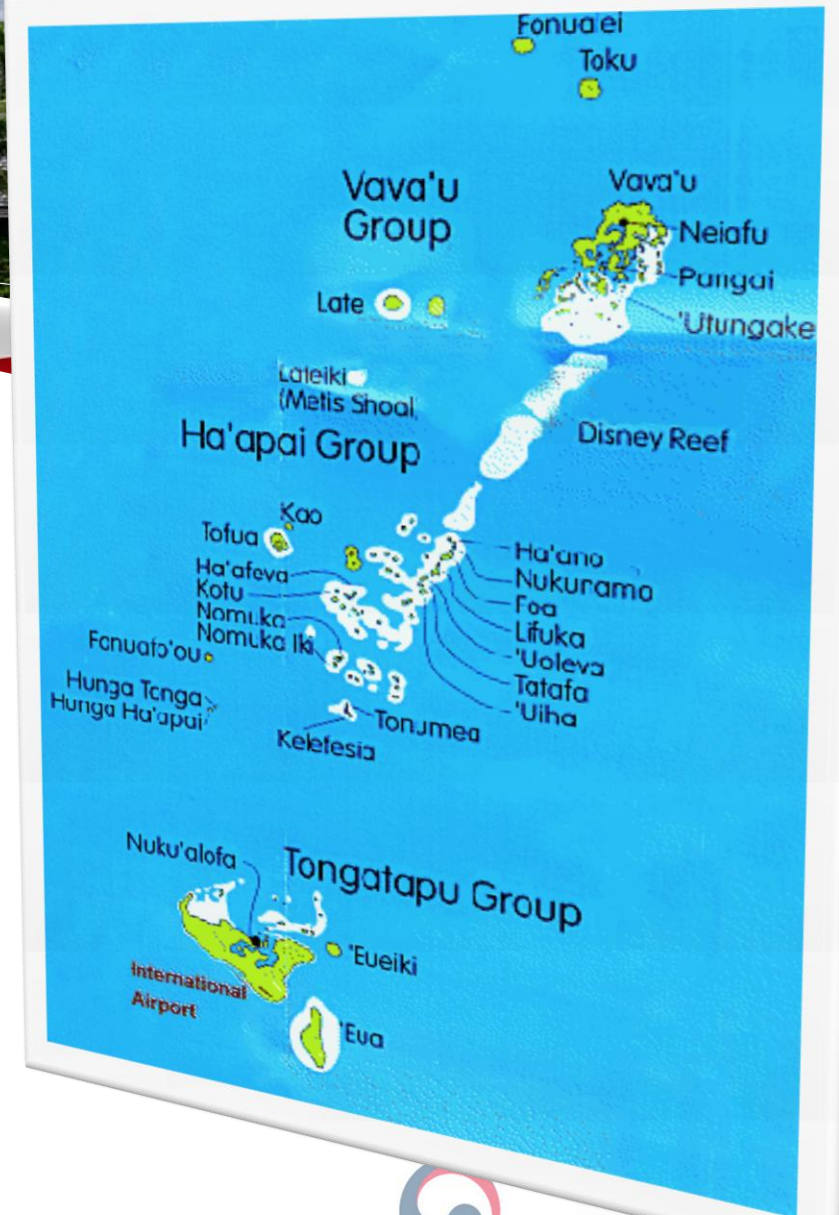 Fonualei
Toku
Vava'u
Group
Vava'u
Neiafu
Pangai
'Utungake
Late
Lateiki
(Metis Shoal)
Disney Reef
Ha'apai Group
Kao
Tofua
Ha'afeva
Kotu
Nomuka
Nomuka Iki
Fonuafo'ou
Hunga Tonga
Hunga Ha'apai
Ha'ano
Nukunamo
Foa
Lifuka
'Uoleva
Tatafa
'Uiha
Tonumea
Kelefesia
Nuku'alofa
Tongatapu Group
'Eueiki
International
Airport
'Eua